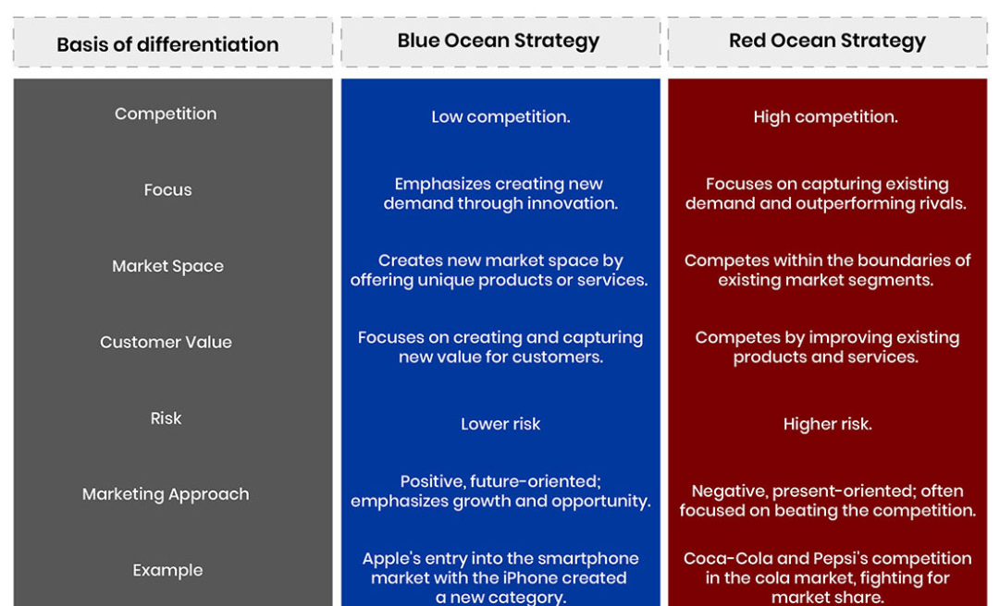 Basis of differentiation
Blue Ocean Strategy
Red Ocean Strategy
Competition
Low competition.
High competition.
Focus
Emphasizes creating new
demand through innovation.
Focuses on capturing existing
demand and outperforming rivals.
Market Space
Creates new market space by
offering unique products or services.
Competes within the boundaries of
existing market segments.
Customer Value
Focuses on creating and capturing
new value for customers.
Competes by improving existing
products and services.
Risk
Lower risk
Higher risk.
Marketing Approach
Positive, future-oriented;
emphasizes growth and opportunity.
Negative, present-oriented; often
focused on beating the competition.
Example
Apple's entry into the smartphone
market with the iPhone created
a new category.
Coca-Cola and Pepsi's competition
in the cola market, fighting for
market share.